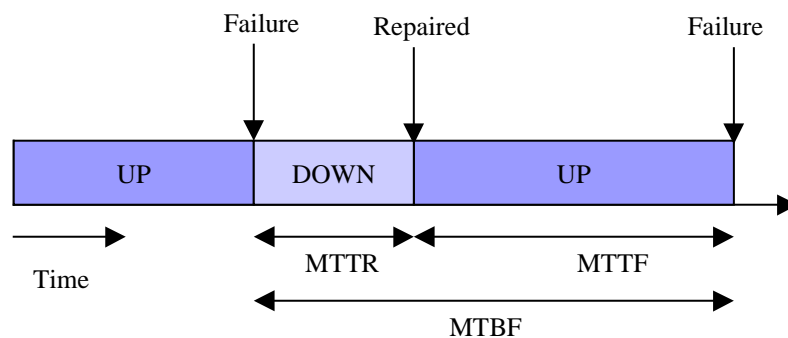 Failure
Repaired
Failure
UP
DOWN
UP
MTTR
MTTF
Time
MTBF